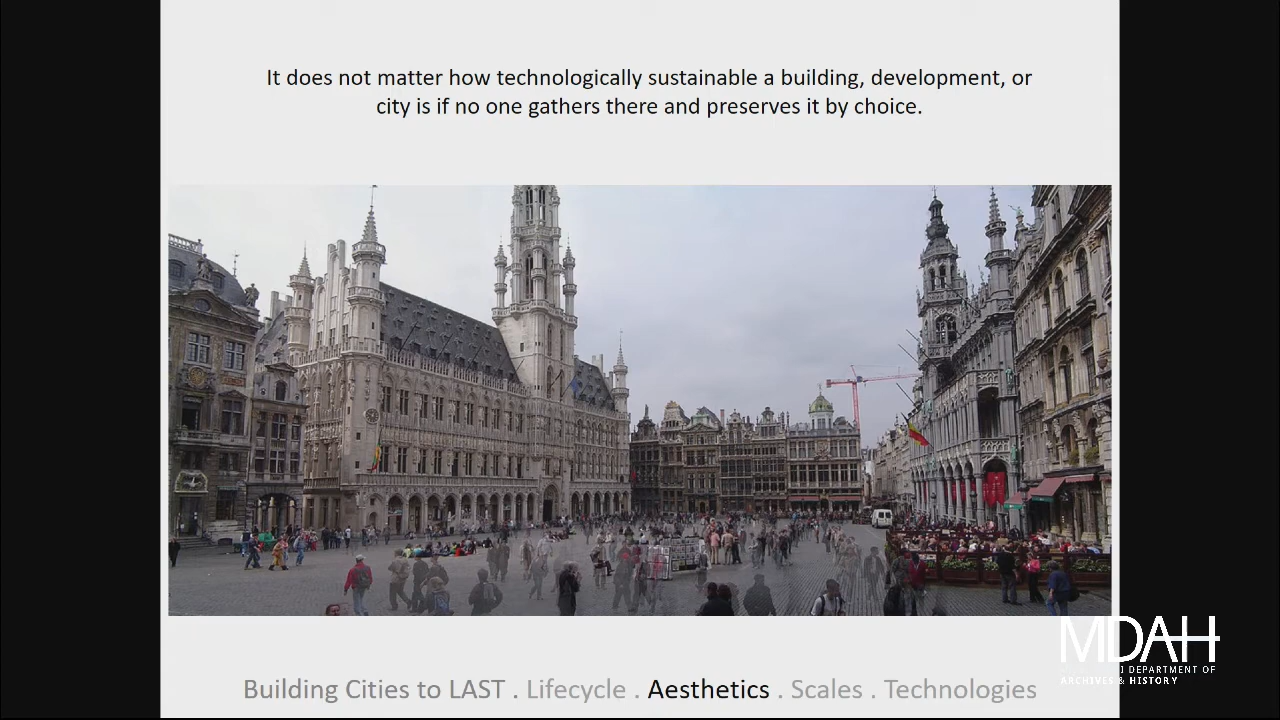 It does not matter how technologically sustainable a building, development, or
city is if no one gathers there and preserves it by choice.
Building Cities to LAST . Lifecycle . Aesthetics . Scales . Technologies
MDAH
DEPARTMENT OF
ARCHIVES & HISTORY